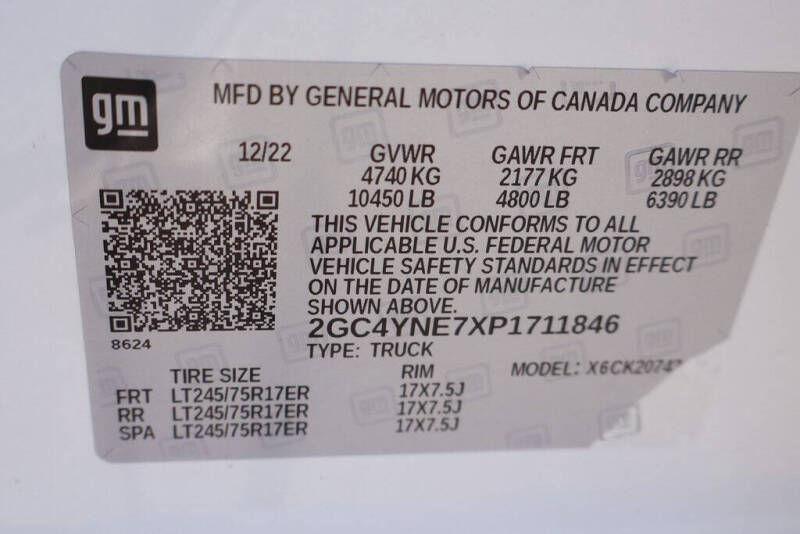 gm
MFD BY GENERAL MOTORS OF CANADA COMPANY
12/22 GVWR GAWR FRT GAWR RR
4740 KG 2177 KG 2898 KG
10450 LB 4800 LB 6390 LB
THIS VEHICLE CONFORMS TO ALL
APPLICABLE U.S. FEDERAL MOTOR
VEHICLE SAFETY STANDARDS IN EFFECT
ON THE DATE OF MANUFACTURE
SHOWN ABOVE.
2GC4YNE7XP1711846
8624
TYPE: TRUCK MODEL:
TIRE SIZE RIM
FRT LT245/75R17ER 17X7.5J
RR LT245/75R17ER 17X7.5J
SPA LT245/75R17ER 17X7.5J